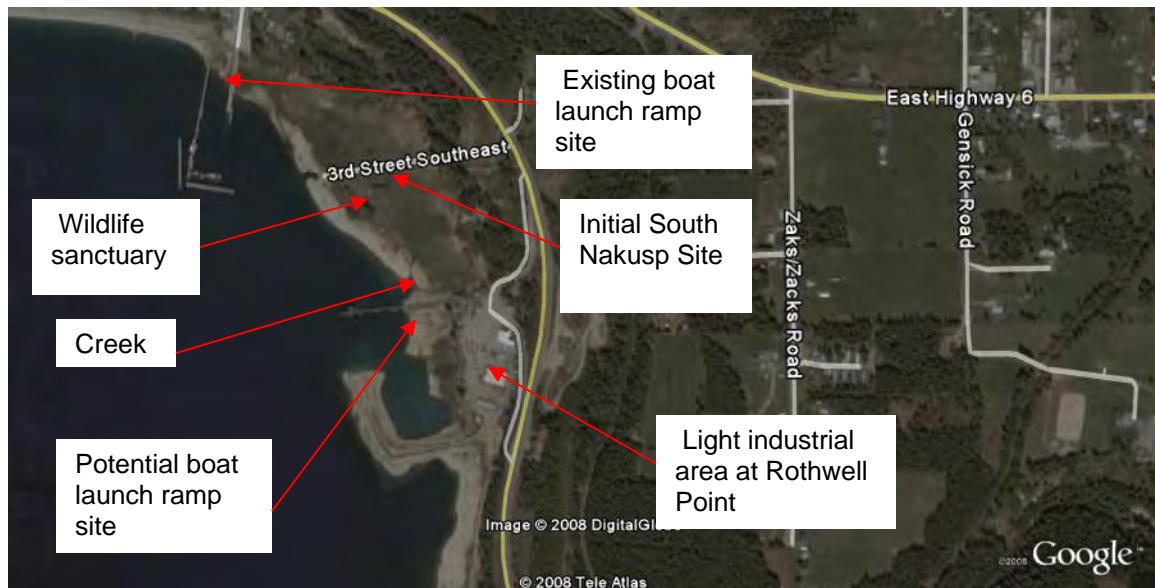 Existing boat
launch ramp
site
East Highway 6
Gensick Road
3rd Street Southeast
Wildlife
sanctuary
Initial South
Nakusp Site
Zaks/Zacks Road
Creek
Potential boat
launch ramp
site
Light industrial
area at Rothwell
Point
Image © 2008 DigitalGlobe
© 2008 Tele Atlas
©2008 Google™